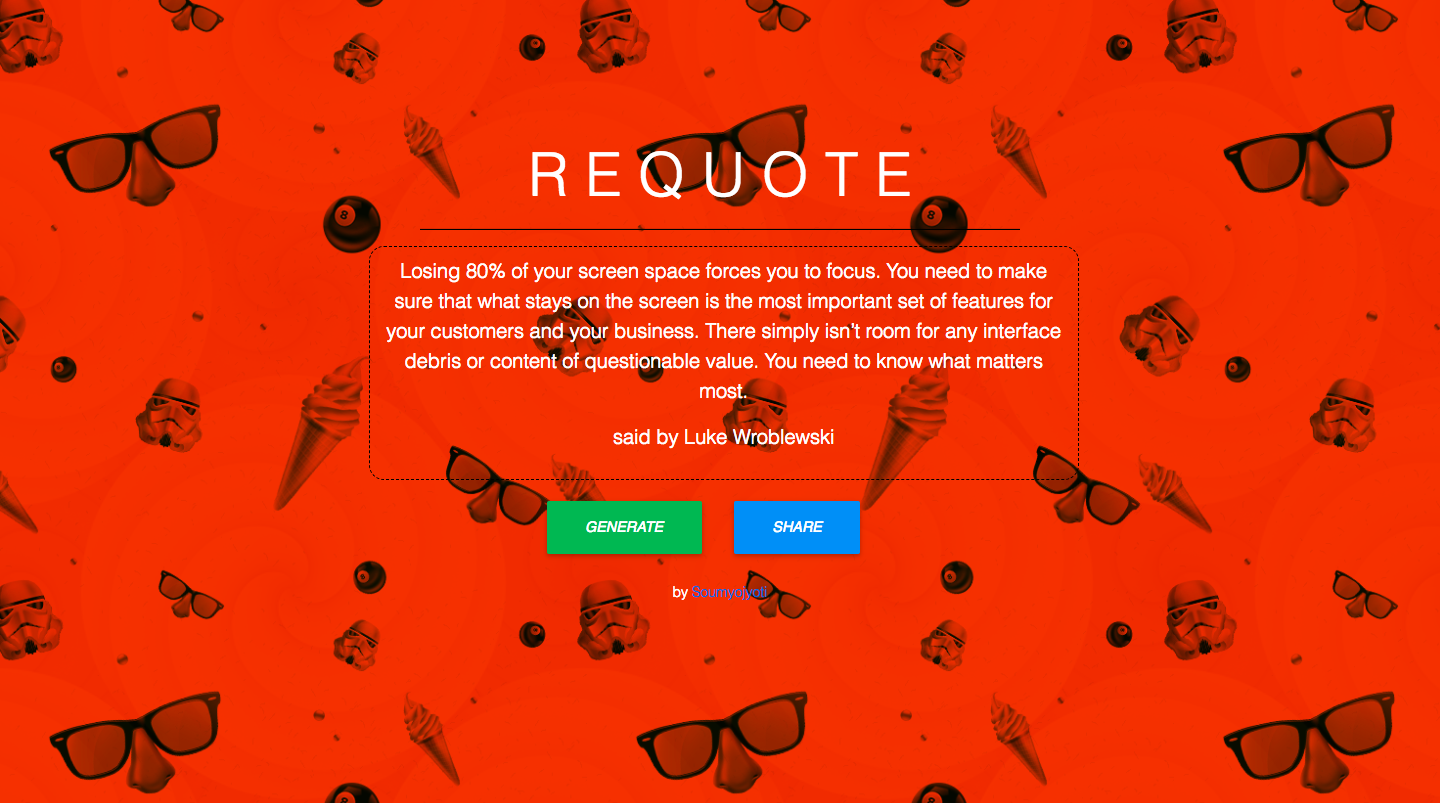 REQUOTE
Losing 80% of your screen space forces you to focus. You need to make
sure that what stays on the screen is the most important set of features for
your customers and your business. There simply isn't room for any interface
debris or content of questionable value. You need to know what matters
most.
said by Luke Wroblewski
GENERATE SHARE
by Soumyajyoti